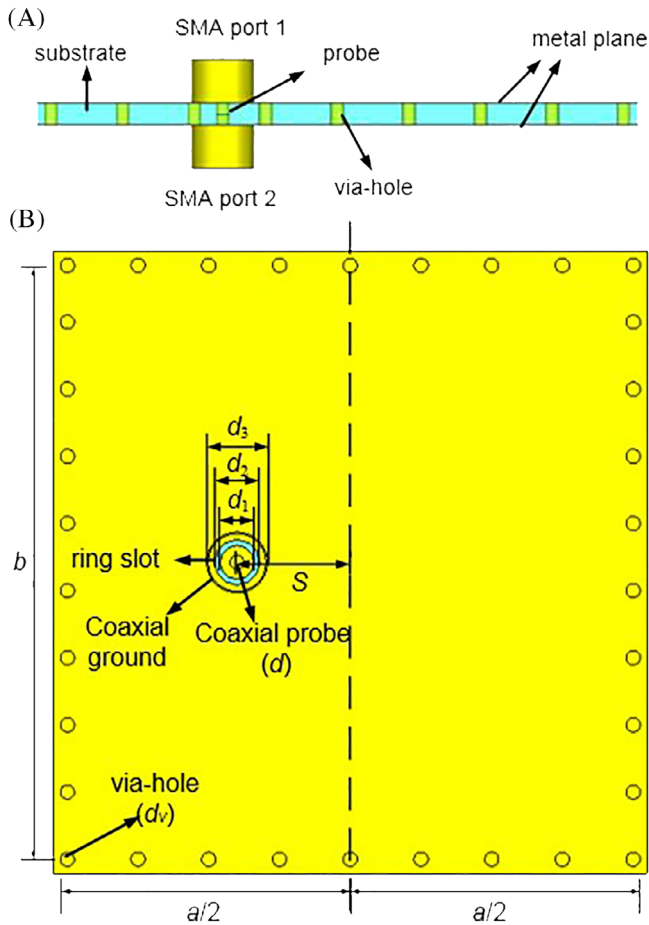 (A)
SMA port 1
substrate
probe
metal plane
via-hole
SMA port 2
(B)
d3
d2
d1
b
ring slot
S
Coaxial
ground
Coaxial probe
(d)
via-hole
(dv)
a/2
a/2